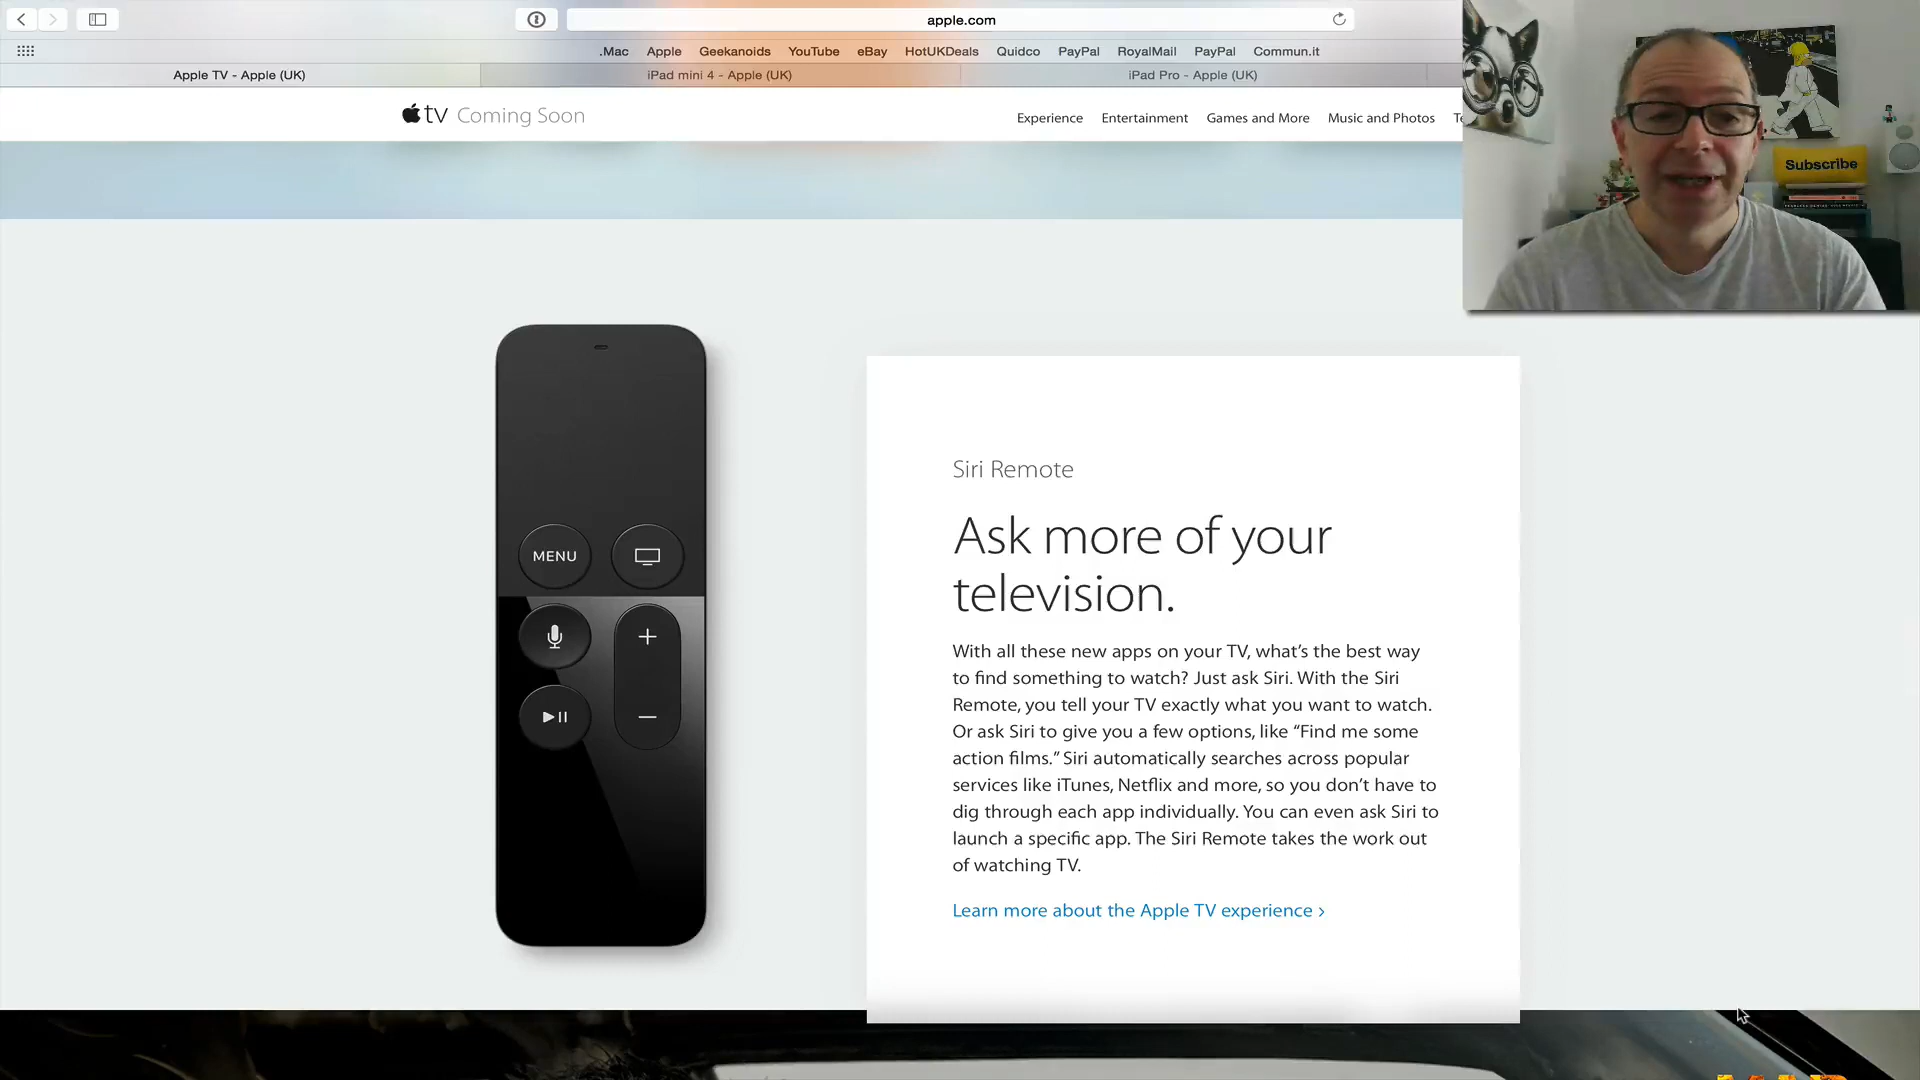 apple.com
.Mac Apple Geekanoids YouTube eBay HotUKDeals Quidco PayPal RoyalMail PayPal Commun.it
Apple TV - Apple (UK) iPad mini 4 - Apple (UK) iPad Pro - Apple (UK)
tv Coming Soon
Experience Entertainment Games and More Music and Photos
Subscribe
MENU
Siri Remote
Ask more of your
television.
With all these new apps on your TV, what’s the best way
to find something to watch? Just ask Siri. With the Siri
Remote, you tell your TV exactly what you want to watch.
Or ask Siri to give you a few options, like “Find me some
action films.” Siri automatically searches across popular
services like iTunes, Netflix and more, so you don’t have to
dig through each app individually. You can even ask Siri to
launch a specific app. The Siri Remote takes the work out
of watching TV.
Learn more about the Apple TV experience ›